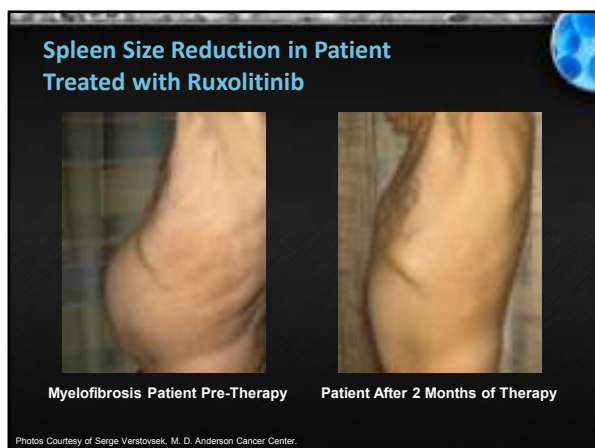 Spleen Size Reduction in Patient
Treated with Ruxolitinib
Myelofibrosis Patient Pre-Therapy
Patient After 2 Months of Therapy
Photos Courtesy of Serge Verstovsek, M. D. Anderson Cancer Center.